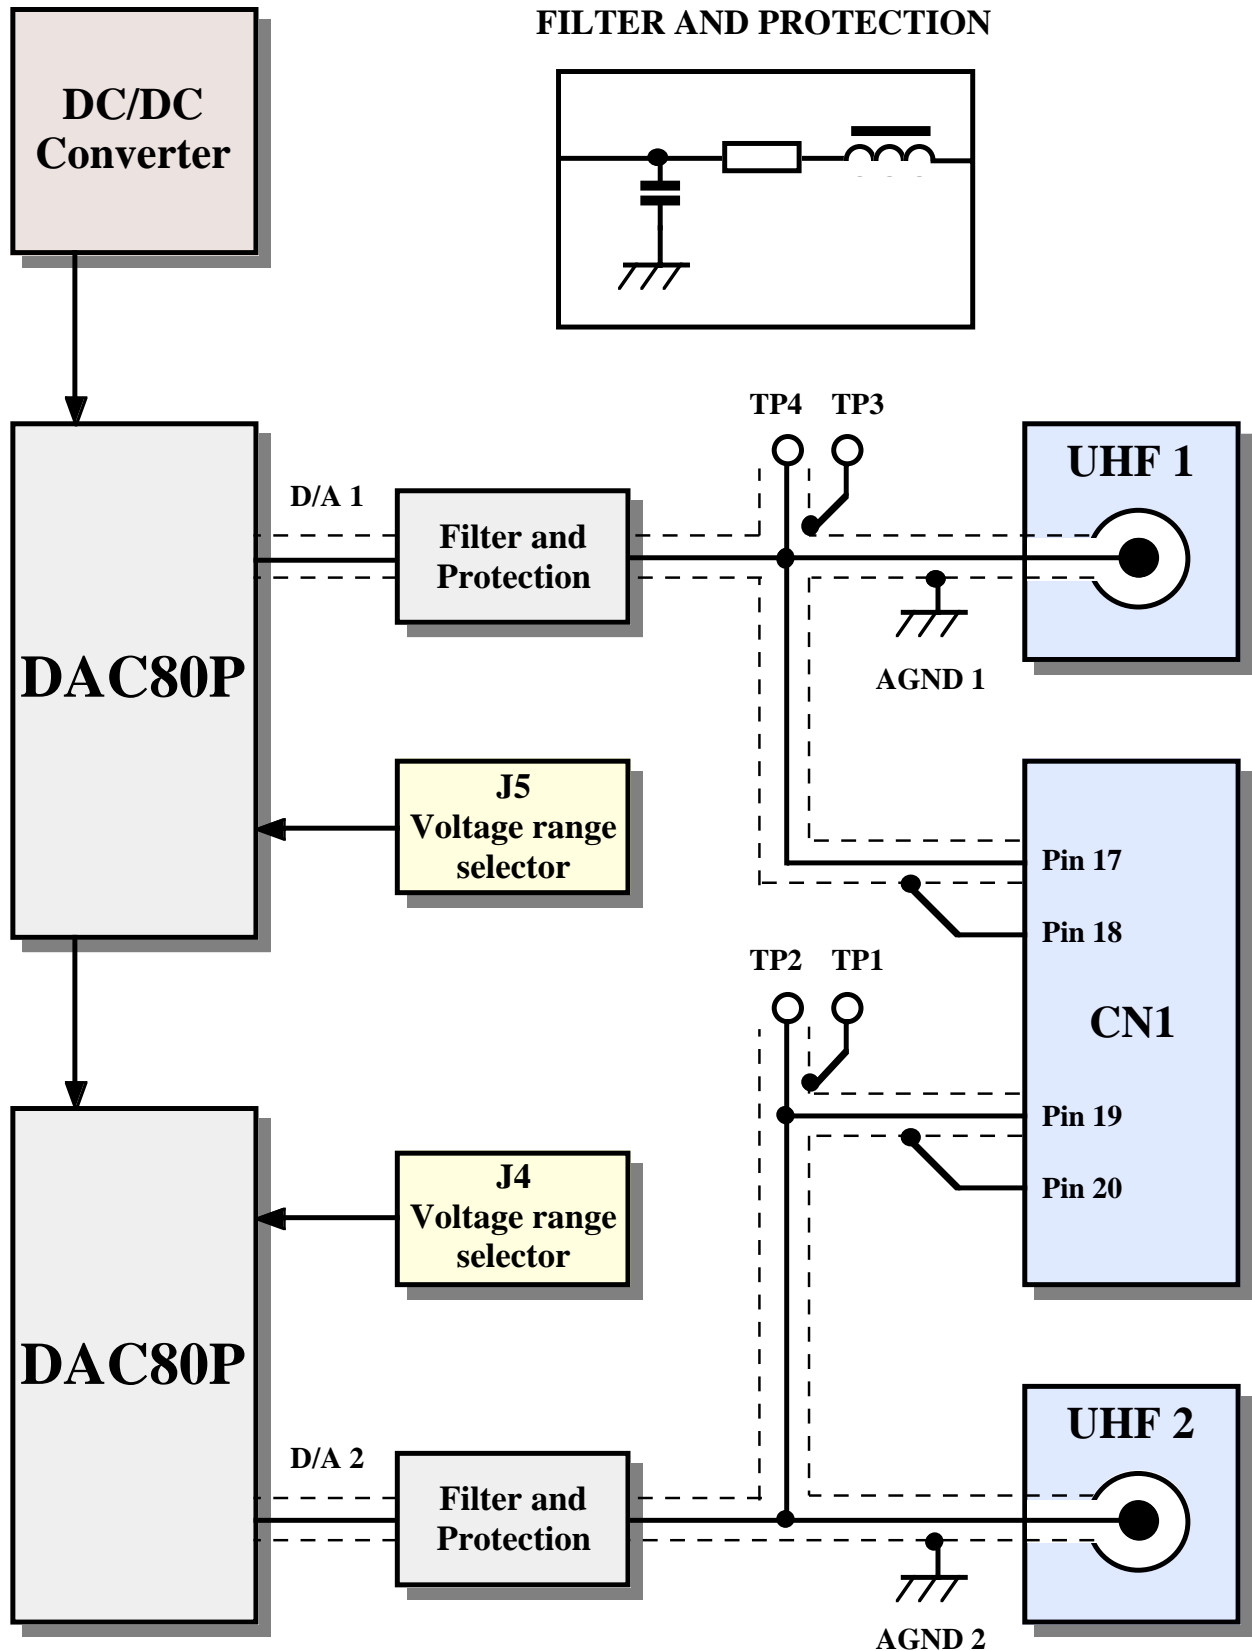 FILTER AND PROTECTION
DC/DC
Converter
TP4 TP3
UHF 1
D/A 1
Filter and
Protection
DAC80P
AGND 1
J5
Voltage range
selector
Pin 17
Pin 18
TP2 TP1
CN1
Pin 19
Pin 20
J4
Voltage range
selector
DAC80P
UHF 2
D/A 2
Filter and
Protection
AGND 2